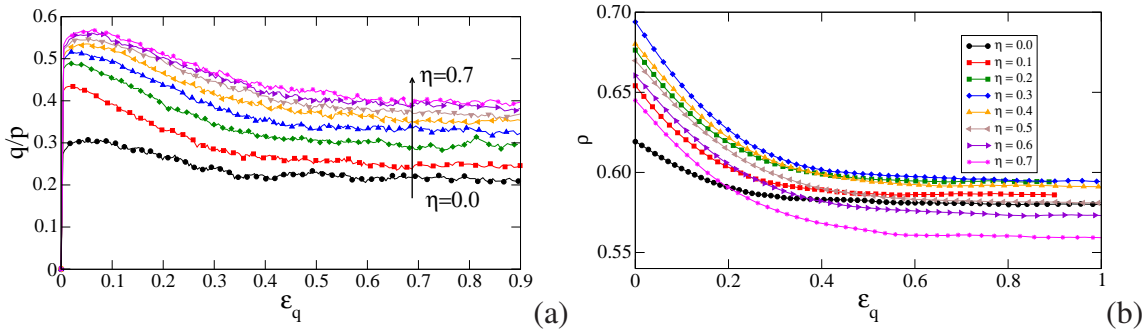 0.6
0.5
0.4
0.3
0.2
0.1
0
q/p
0 0.1 0.2 0.3 0.4 0.5 0.6 0.7 0.8 0.9
ε_q
η=0.7
η=0.0
(a)
0.70
0.65
0.60
0.55
ρ
0 0.2 0.4 0.6 0.8 1
ε_q
η = 0.0
η = 0.1
η = 0.2
η = 0.3
η = 0.4
η = 0.5
η = 0.6
η = 0.7
(b)